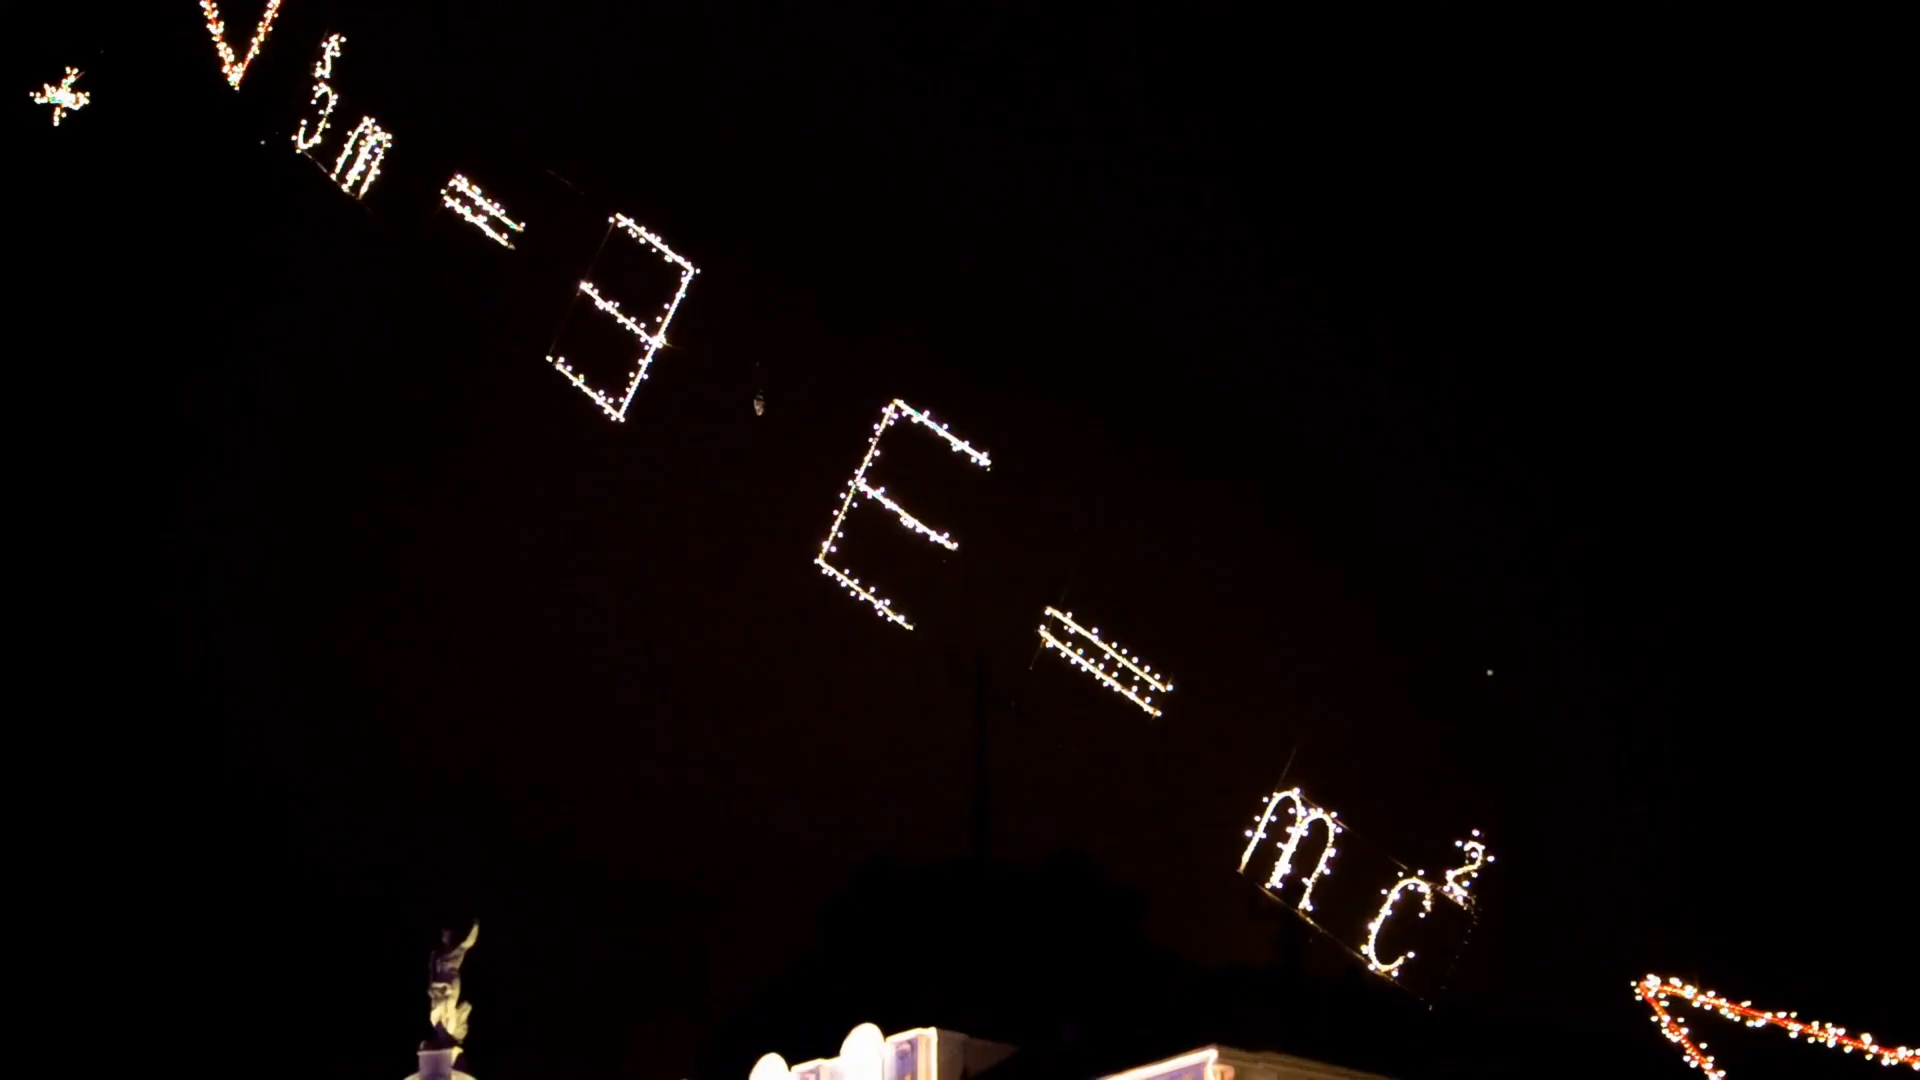 E = mc²